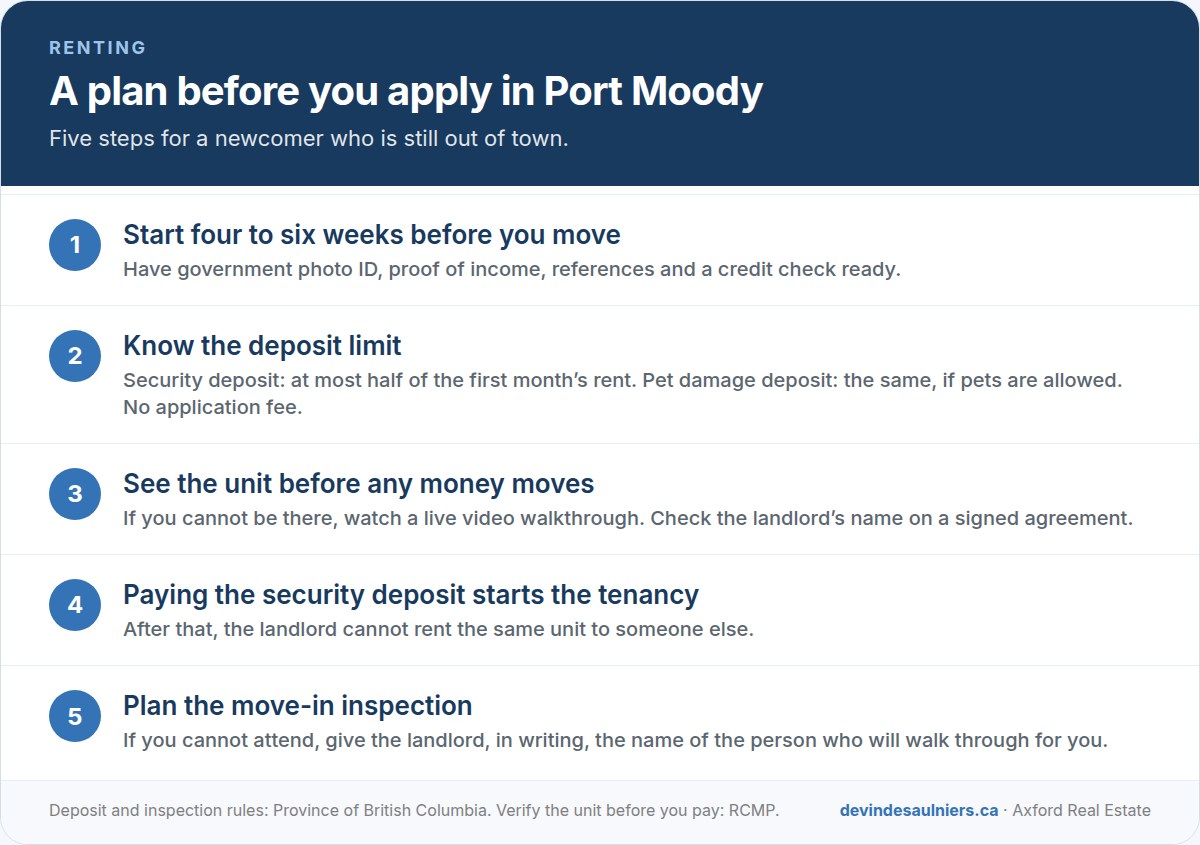 RENTING
A plan before you apply in Port Moody
Five steps for a newcomer who is still out of town.
1
Start four to six weeks before you move
Have government photo ID, proof of income, references and a credit check ready.
2
Know the deposit limit
Security deposit: at most half of the first month’s rent. Pet damage deposit: the same, if pets are allowed.
No application fee.
3
See the unit before any money moves
If you cannot be there, watch a live video walkthrough. Check the landlord’s name on a signed agreement.
4
Paying the security deposit starts the tenancy
After that, the landlord cannot rent the same unit to someone else.
5
Plan the move-in inspection
If you cannot attend, give the landlord, in writing, the name of the person who will walk through for you.
Deposit and inspection rules: Province of British Columbia. Verify the unit before you pay: RCMP.
devindesaulniers.ca · Axford Real Estate